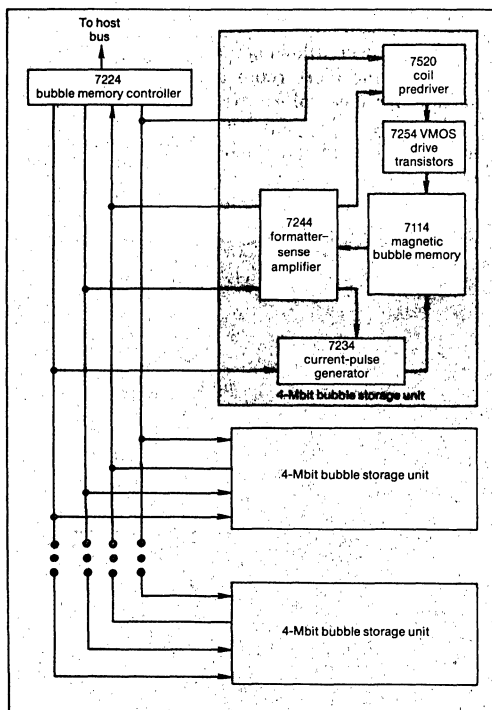 To host
bus
7224
bubble memory controller
7520
coil
predriver
7254 VMOS
drive
transistors
7244
formatter–
sense
amplifier
7114
magnetic
bubble memory
7234
current-pulse
generator
4-Mbit bubble storage unit
4-Mbit bubble storage unit
4-Mbit bubble storage unit